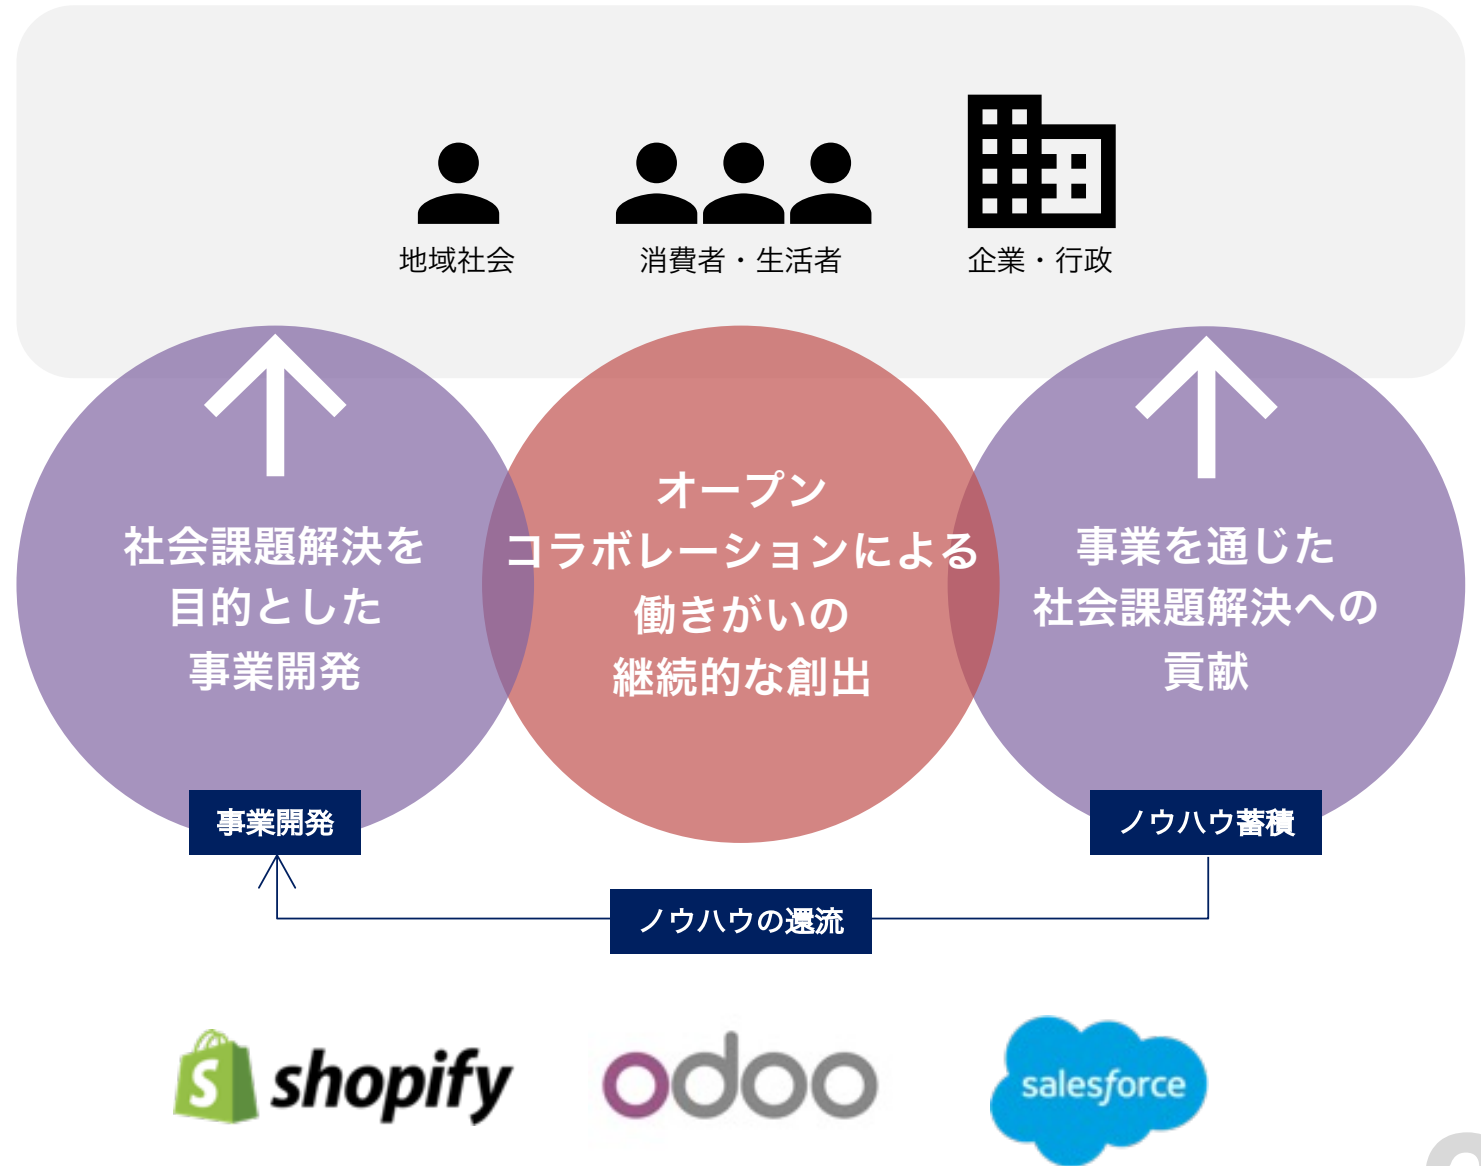 地域社会
消費者・生活者
企業・行政
社会課題解決を
目的とした
事業開発
オープン
コラボレーションによる
働きがいの
継続的な創出
事業を通じた
社会課題解決への
貢献
事業開発
ノウハウ蓄積
ノウハウの還流
shopify
odoo
salesforce